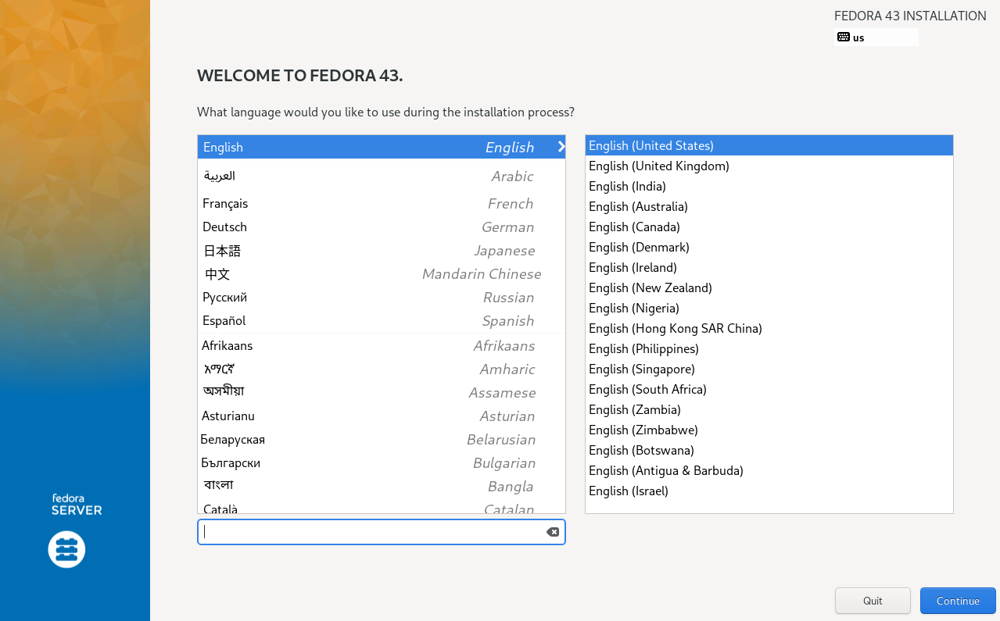 FEDORA 43 INSTALLATION
us
WELCOME TO FEDORA 43.
What language would you like to use during the installation process?
English English
العربية Arabic
Français French
Deutsch German
日本語 Japanese
中文 Mandarin Chinese
Русский Russian
Español Spanish
Afrikaans Afrikaans
አማርኛ Amharic
অসমীয়া Assamese
Asturianu Asturian
Беларуская Belarusian
Български Bulgarian
বাংলা Bangla
Català Catalan
English (United States)
English (United Kingdom)
English (India)
English (Australia)
English (Canada)
English (Denmark)
English (Ireland)
English (New Zealand)
English (Nigeria)
English (Hong Kong SAR China)
English (Philippines)
English (Singapore)
English (South Africa)
English (Zambia)
English (Zimbabwe)
English (Botswana)
English (Antigua & Barbuda)
English (Israel)
fedora
SERVER
Quit
Continue